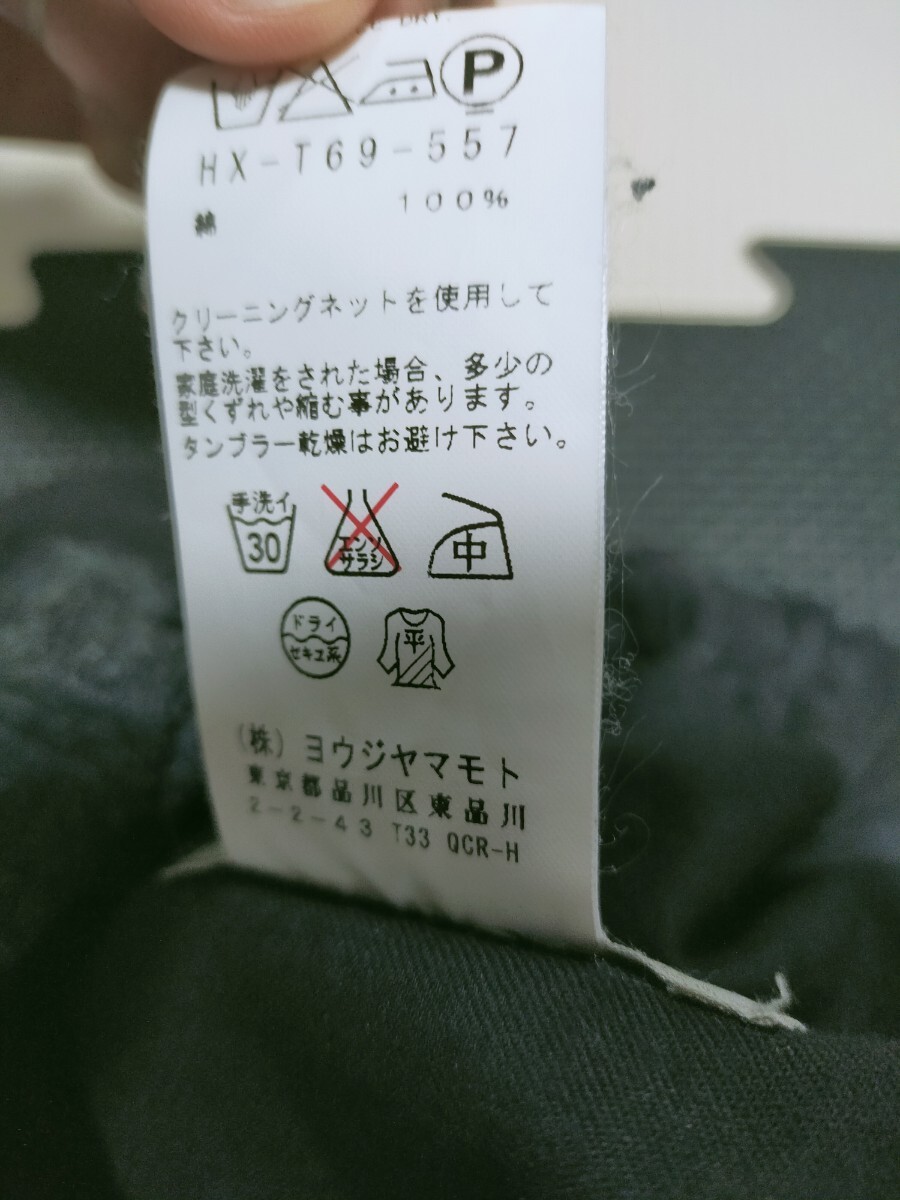 DRY.
P
HX-T69-557
綿 100%
クリーニングネットを使用して
下さい。
家庭洗濯をされた場合、多少の
型くずれや縮む事があります。
タンブラー乾燥はお避け下さい。
手洗イ
30
エンソ
サラシ
中
ドライ
セキユ系
平
(株)ヨウジヤマモト
東京都品川区東品川
2-2-43 T33 QCR-H